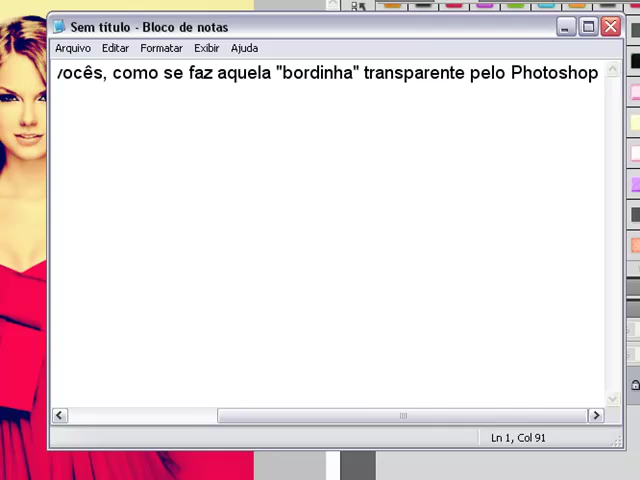 Sem título - Bloco de notas
Arquivo Editar Formatar Exibir Ajuda
vocês, como se faz aquela "bordinha" transparente pelo Photoshop
Ln 1, Col 91